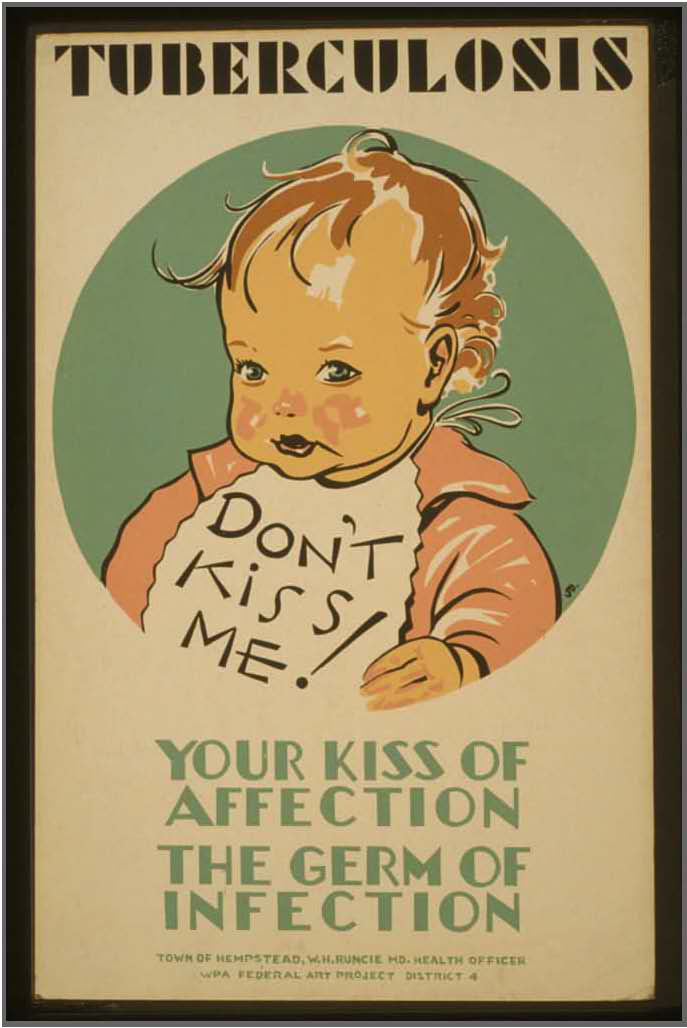 TUBERCULOSIS
DON'T
KiSS
ME!
YOUR KISS OF
AFFECTION
THE GERM OF
INFECTION
TOWN OF HEMPSTEAD, W.H.RUNCIE MD. HEALTH OFFICER
WPA FEDERAL ART PROJECT DISTRICT 4